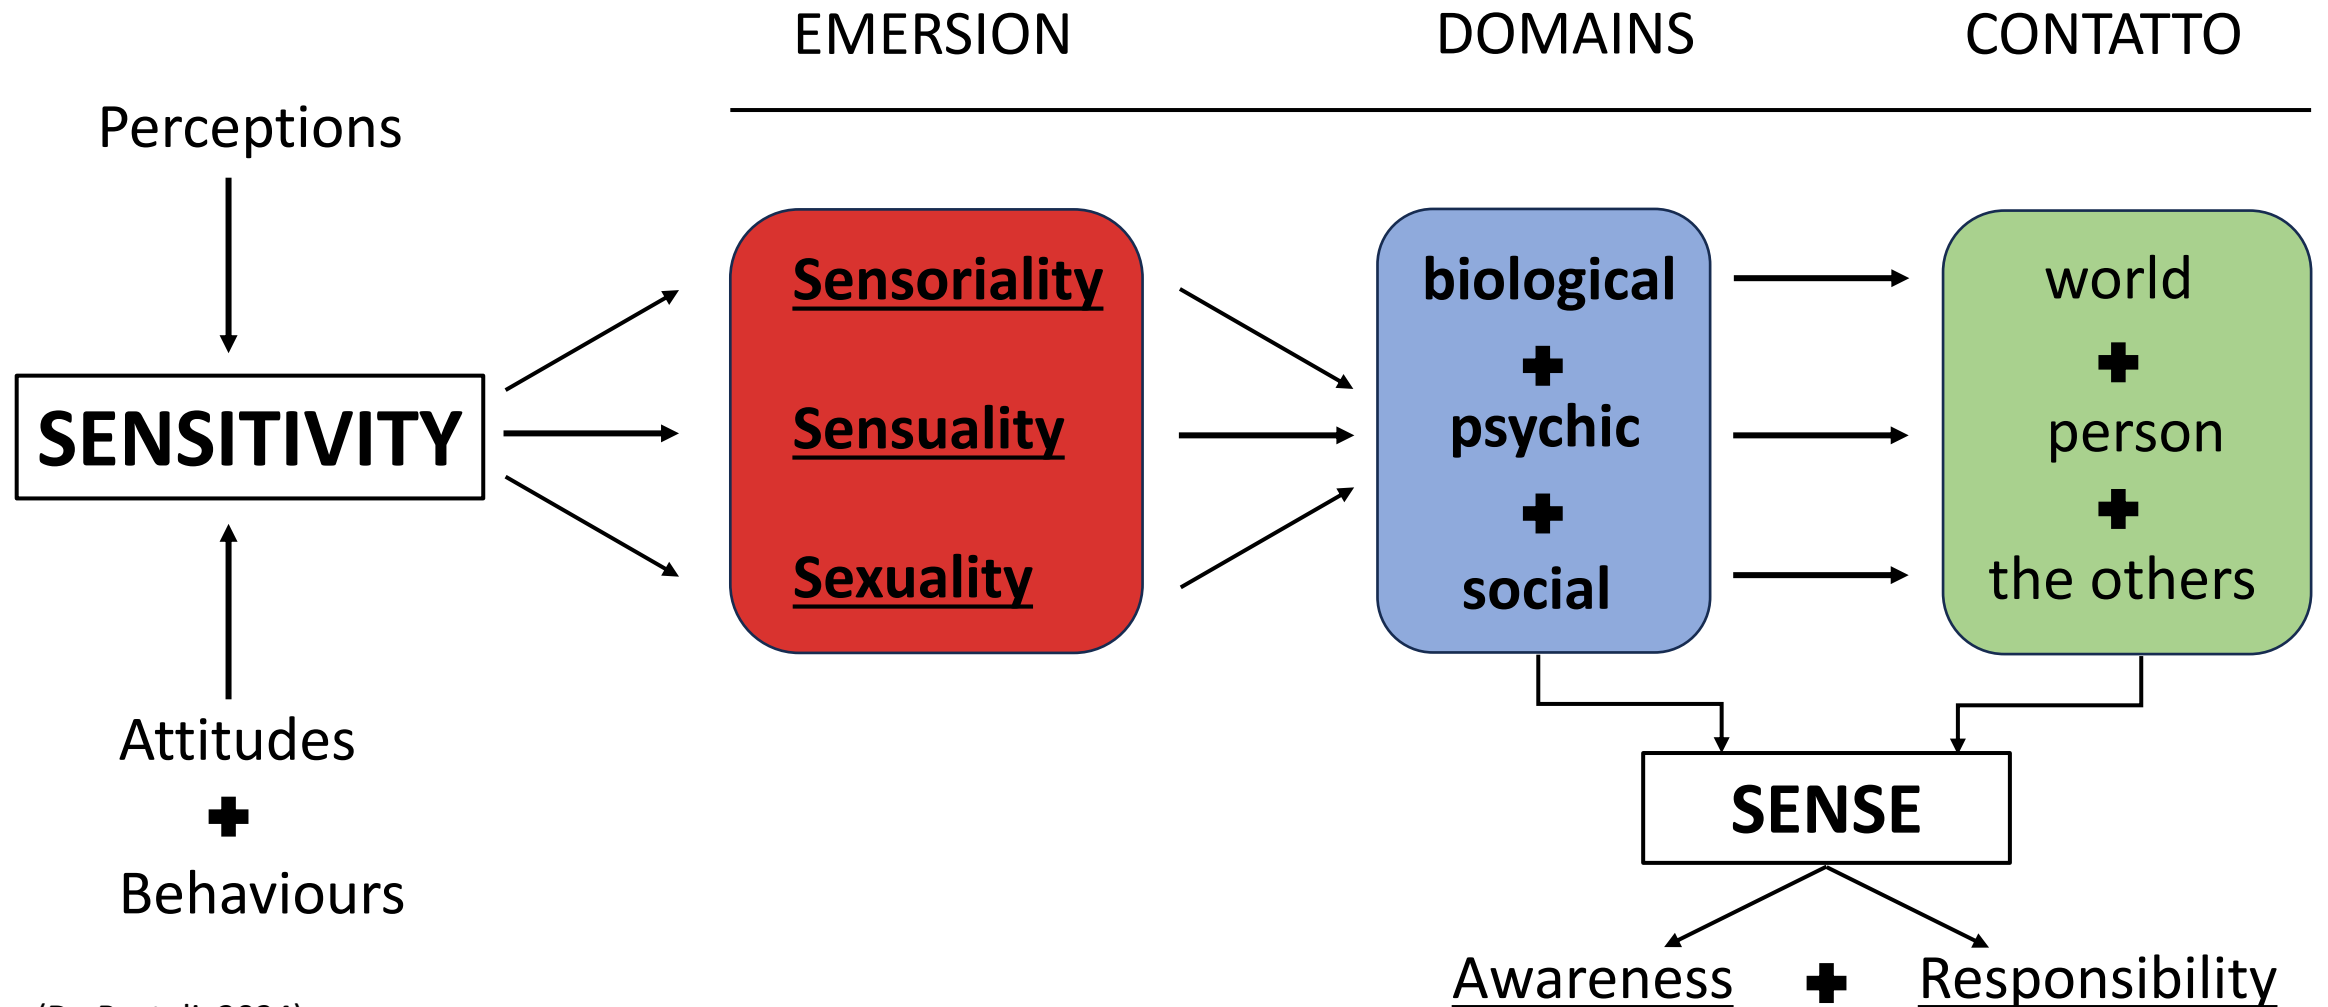 EMERSION DOMAINS CONTATTO
Perceptions
SENSITIVITY
Attitudes
+
Behaviours
Sensoriality
Sensuality
Sexuality
biological
+
psychic
+
social
world
+
person
+
the others
SENSE
Awareness + Responsibility